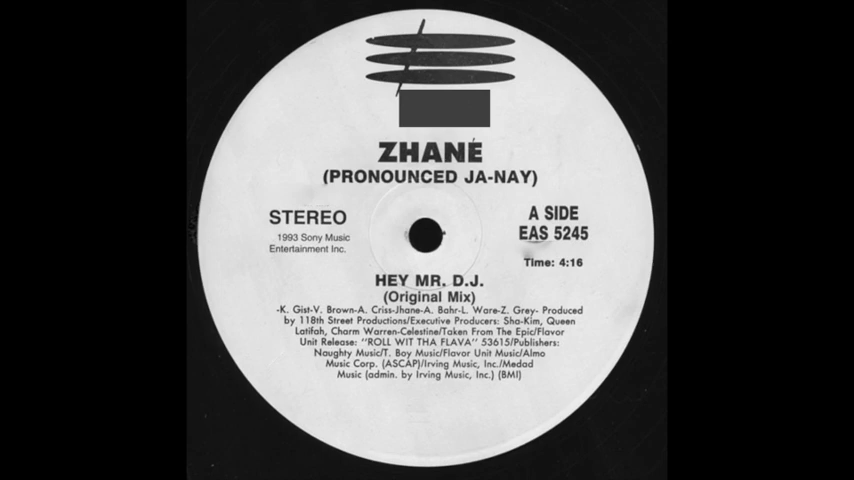 ZHANÉ
(PRONOUNCED JA-NAY)
STEREO
1993 Sony Music
Entertainment Inc.
A SIDE
EAS 5245
Time: 4:16
HEY MR. D.J.
(Original Mix)
-K. Gist-V. Brown-A. Criss-Jhane-A. Bahr-L. Ware-Z. Grey- Produced
by 118th Street Productions/Executive Producers: Sha-Kim, Queen
Latifah, Charm Warren-Celestine/Taken From The Epic/Flavor
Unit Release: "ROLL WIT THA FLAVA" 53615/Publishers:
Naughty Music/T. Boy Music/Flavor Unit Music/Almo
Music Corp. (ASCAP)/Irving Music, Inc./Medad
Music (admin. by Irving Music, Inc.) (BMI)